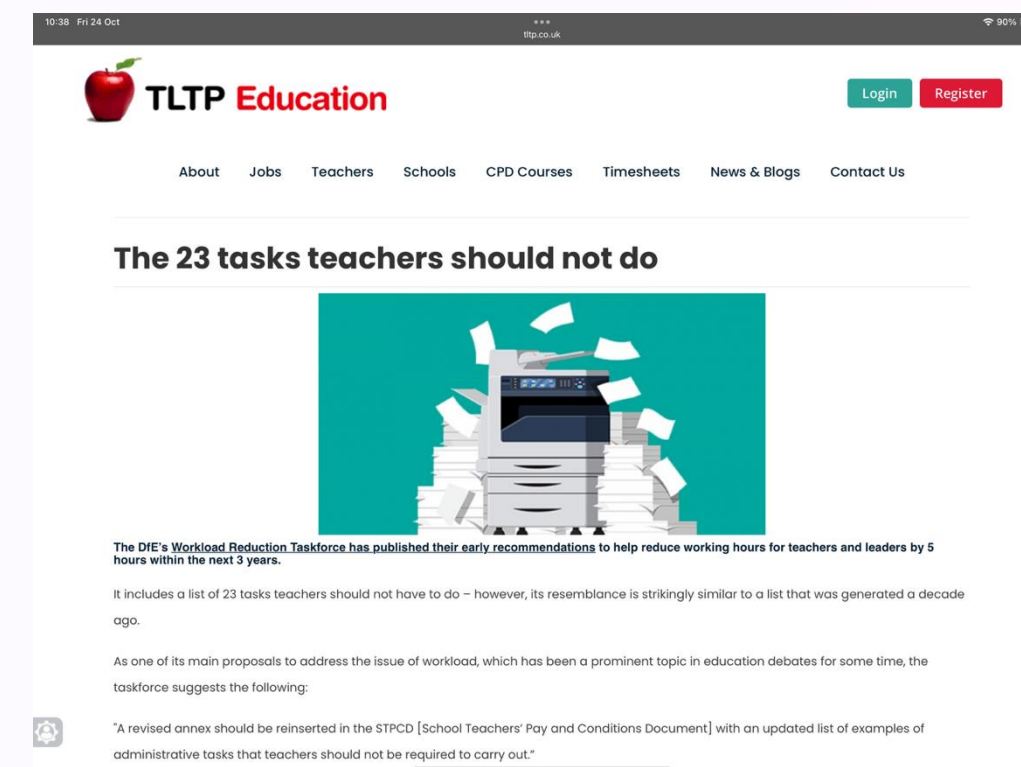 10:38 Fri 24 Oct
tltp.co.uk
90%
TLTP Education
Login Register
About Jobs Teachers Schools CPD Courses Timesheets News & Blogs Contact Us
The 23 tasks teachers should not do
The DfE's Workload Reduction Taskforce has published their early recommendations to help reduce working hours for teachers and leaders by 5
hours within the next 3 years.
It includes a list of 23 tasks teachers should not have to do – however, its resemblance is strikingly similar to a list that was generated a decade
ago.
As one of its main proposals to address the issue of workload, which has been a prominent topic in education debates for some time, the
taskforce suggests the following:
"A revised annex should be reinserted in the STPCD [School Teachers' Pay and Conditions Document] with an updated list of examples of
administrative tasks that teachers should not be required to carry out."